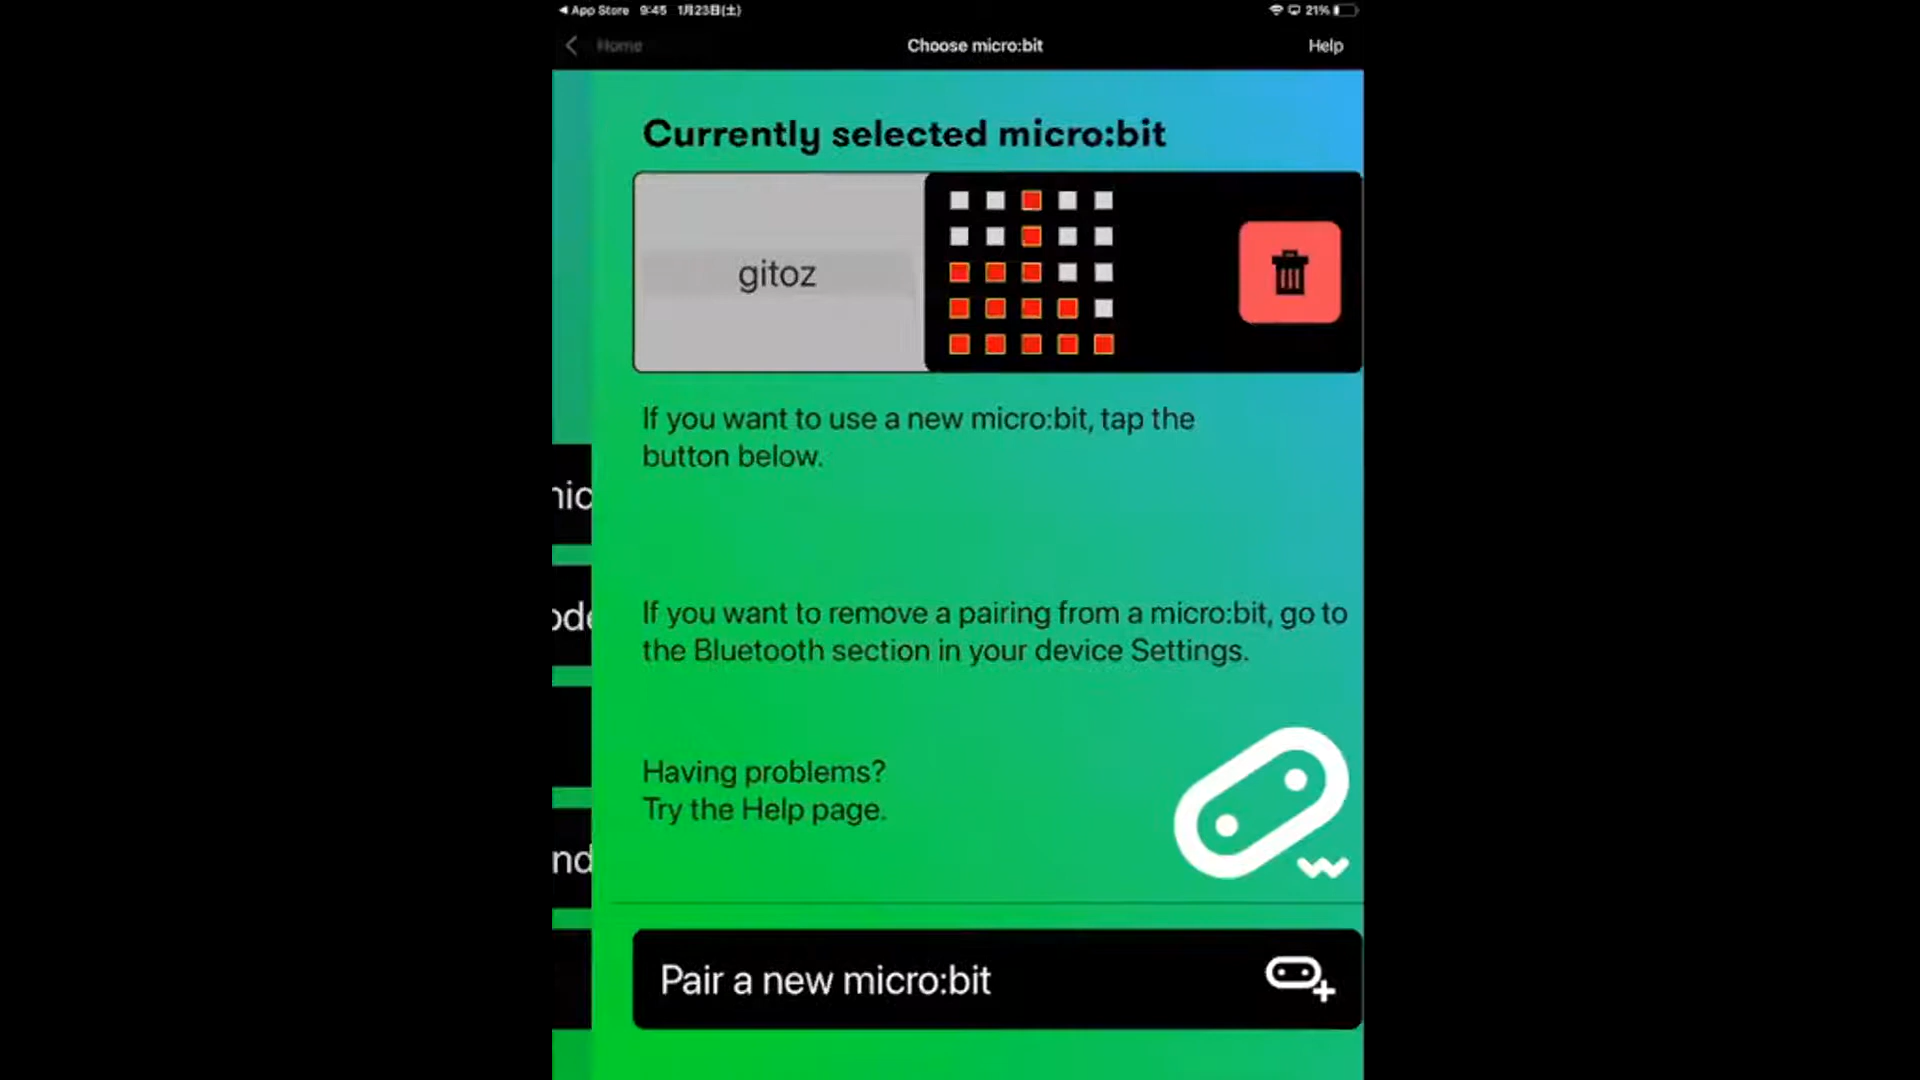 App Store 9:45 1月23日(土) 21%
Home Choose micro:bit Help
Currently selected micro:bit
gitoz
If you want to use a new micro:bit, tap the
button below.
If you want to remove a pairing from a micro:bit, go to
the Bluetooth section in your device Settings.
Having problems?
Try the Help page.
Pair a new micro:bit